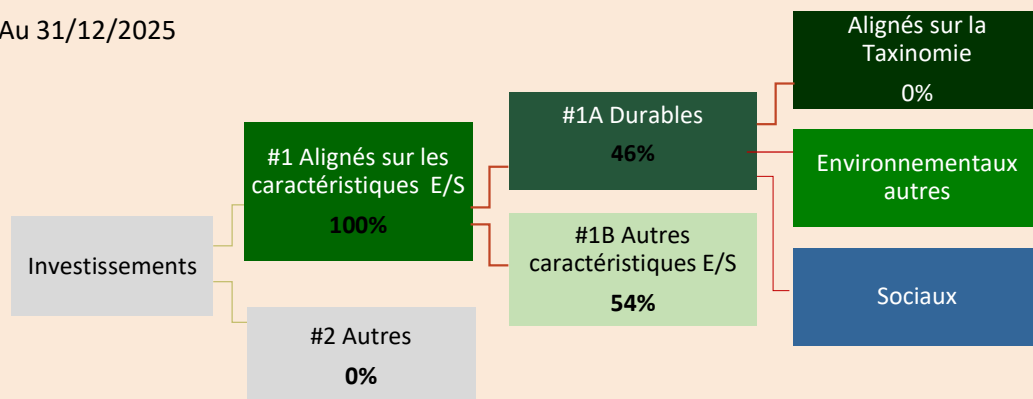 Au 31/12/2025
Investissements
#1 Alignés sur les
caractéristiques E/S
100%
#2 Autres
0%
#1A Durables
46%
#1B Autres
caractéristiques E/S
54%
Alignés sur la
Taxinomie
0%
Environnementaux
autres
Sociaux